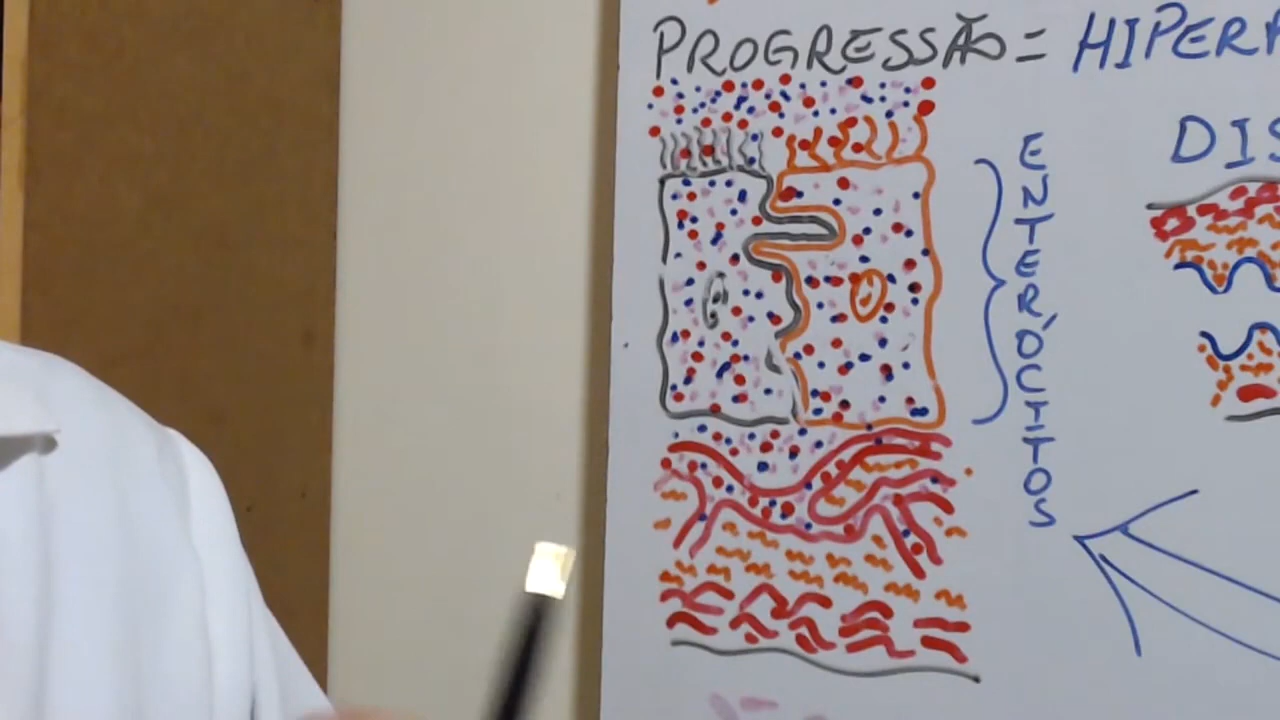 PROGRESSÃO = HIPER
DIS
ENTERÓCITOS